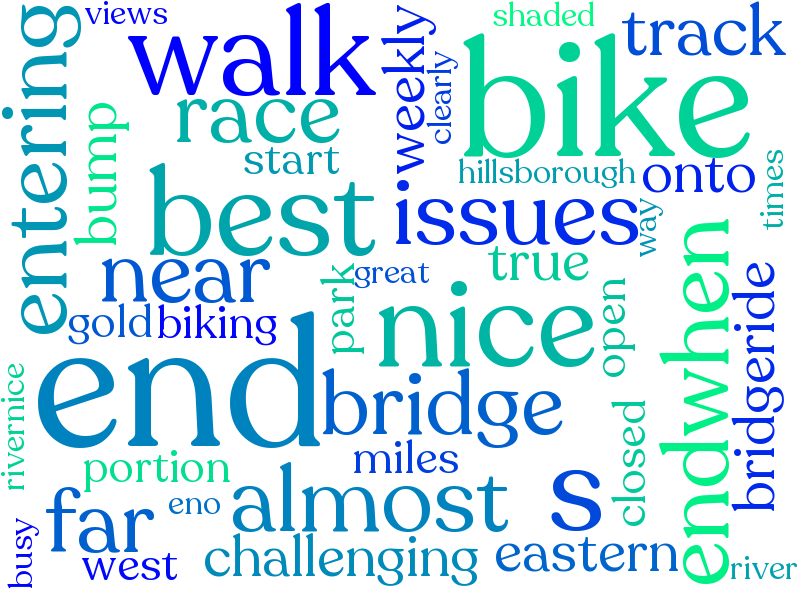 views
shaded
walk
track
entering
weekly
clearly
bike
race
bump
start
hillsborough
onto
times
best
issues
way
near
great
true
park
gold
biking
nice
open
endwhen
bridgeride
end
bridge
rivernice
portion
miles
closed
far
eno
almost
s
busy
west
challenging
eastern
river